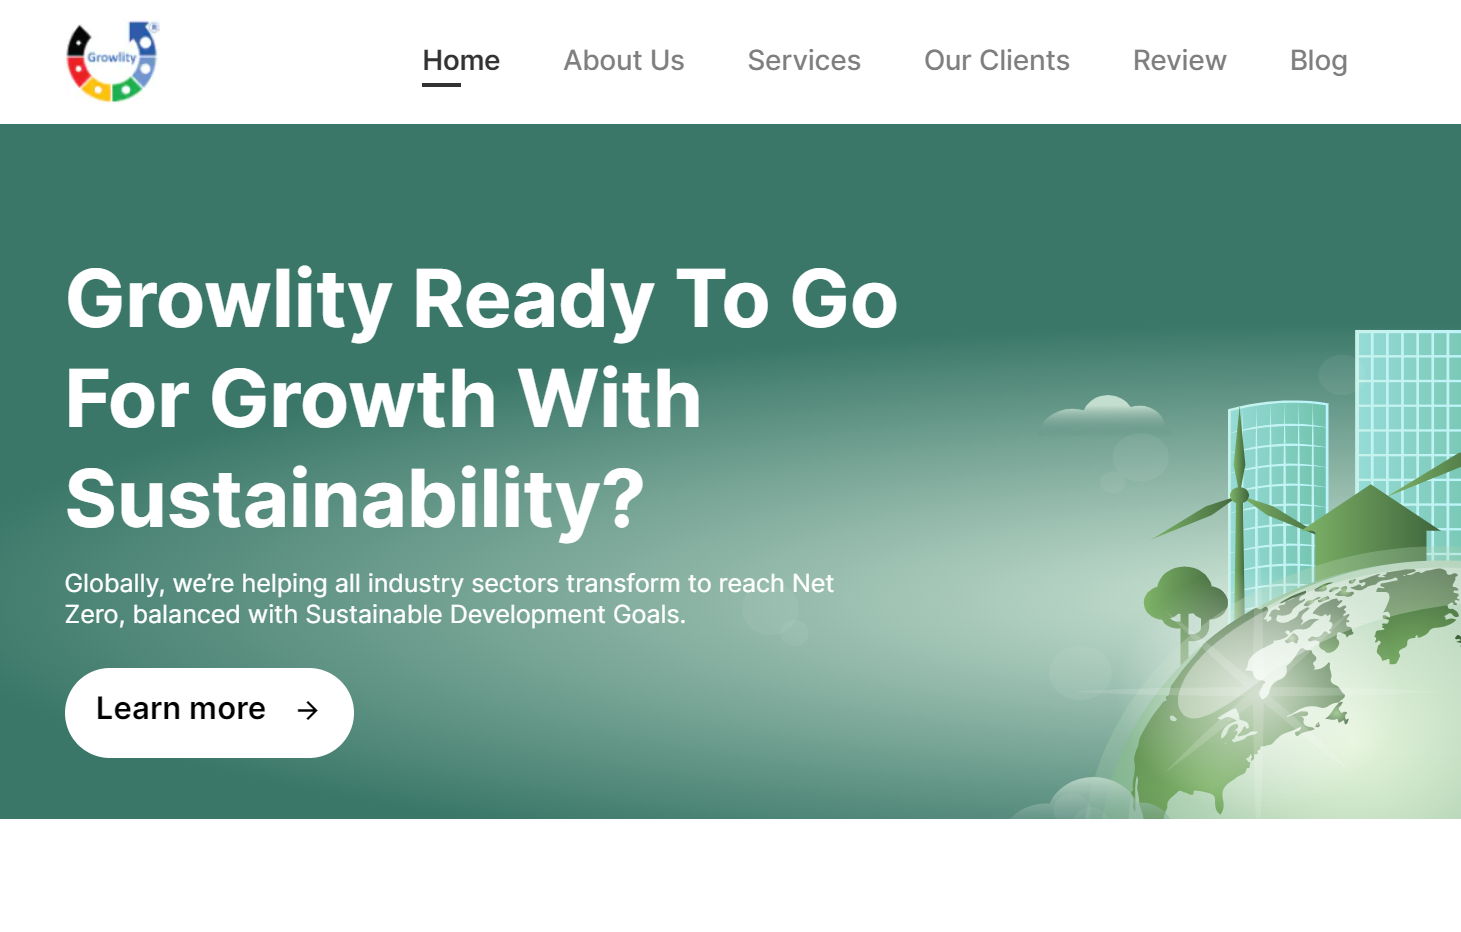 Growlity
Home About Us Services Our Clients Review Blog
Growlity Ready To Go
For Growth With
Sustainability?
Globally, we’re helping all industry sectors transform to reach Net
Zero, balanced with Sustainable Development Goals.
Learn more →